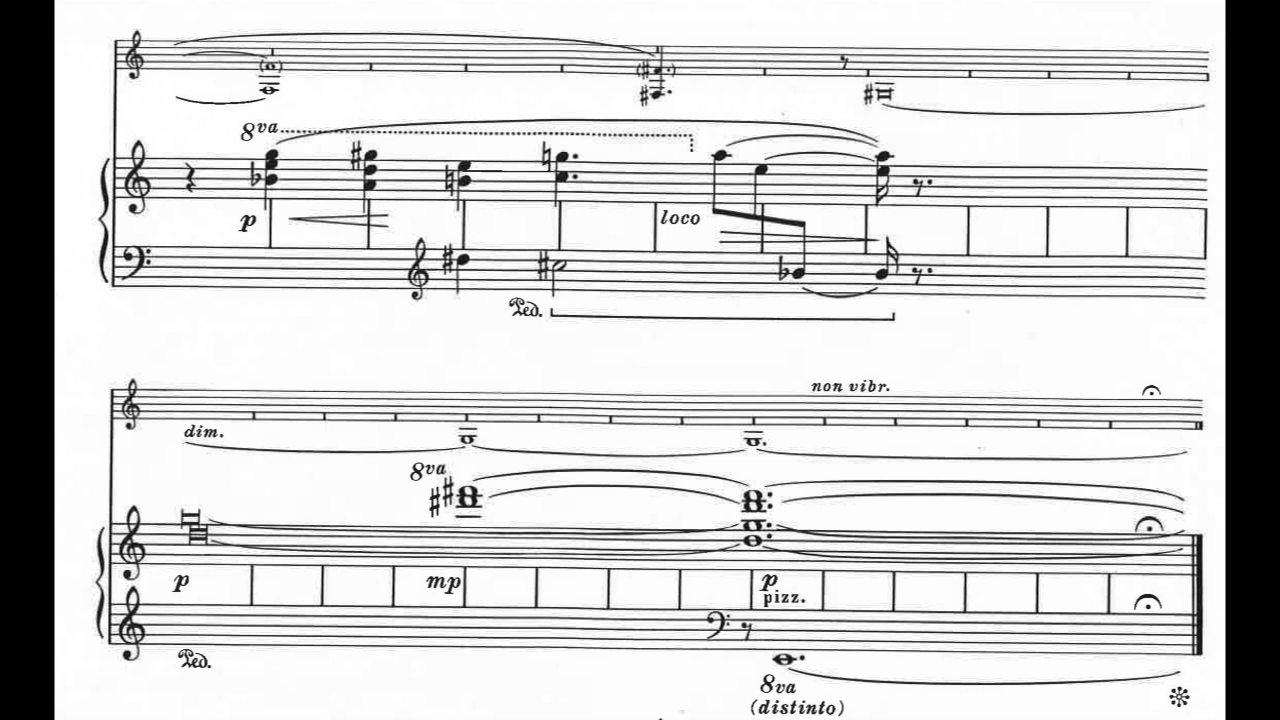 8va
p
loco
Ped.
non vibr.
dim.
8va
p mp p
pizz.
Ped.
8va
(distinto)